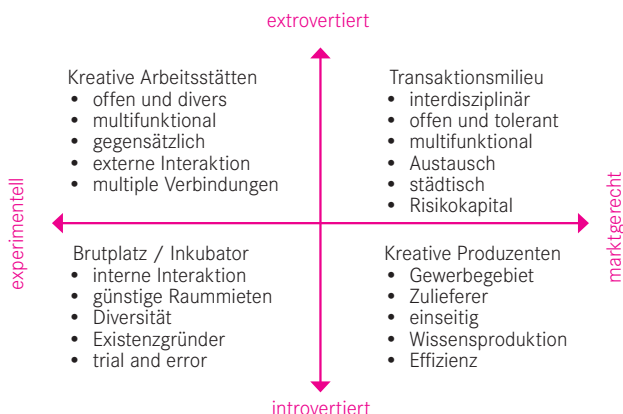 extrovertiert
Kreative Arbeitsstätten
• offen und divers
• multifunktional
• gegensätzlich
• externe Interaktion
• multiple Verbindungen
Transaktionsmilieu
• interdisziplinär
• offen und tolerant
• multifunktional
• Austausch
• städtisch
• Risikokapital
experimentell
marktgerecht
Brutplatz / Inkubator
• interne Interaktion
• günstige Raummieten
• Diversität
• Existenzgründer
• trial and error
Kreative Produzenten
• Gewerbegebiet
• Zulieferer
• einseitig
• Wissensproduktion
• Effizienz
introvertiert